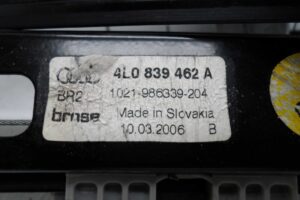 4L0 839 462 A
BR2 1021-986339-204
brose Made in Slovakia
10.03.2006 B